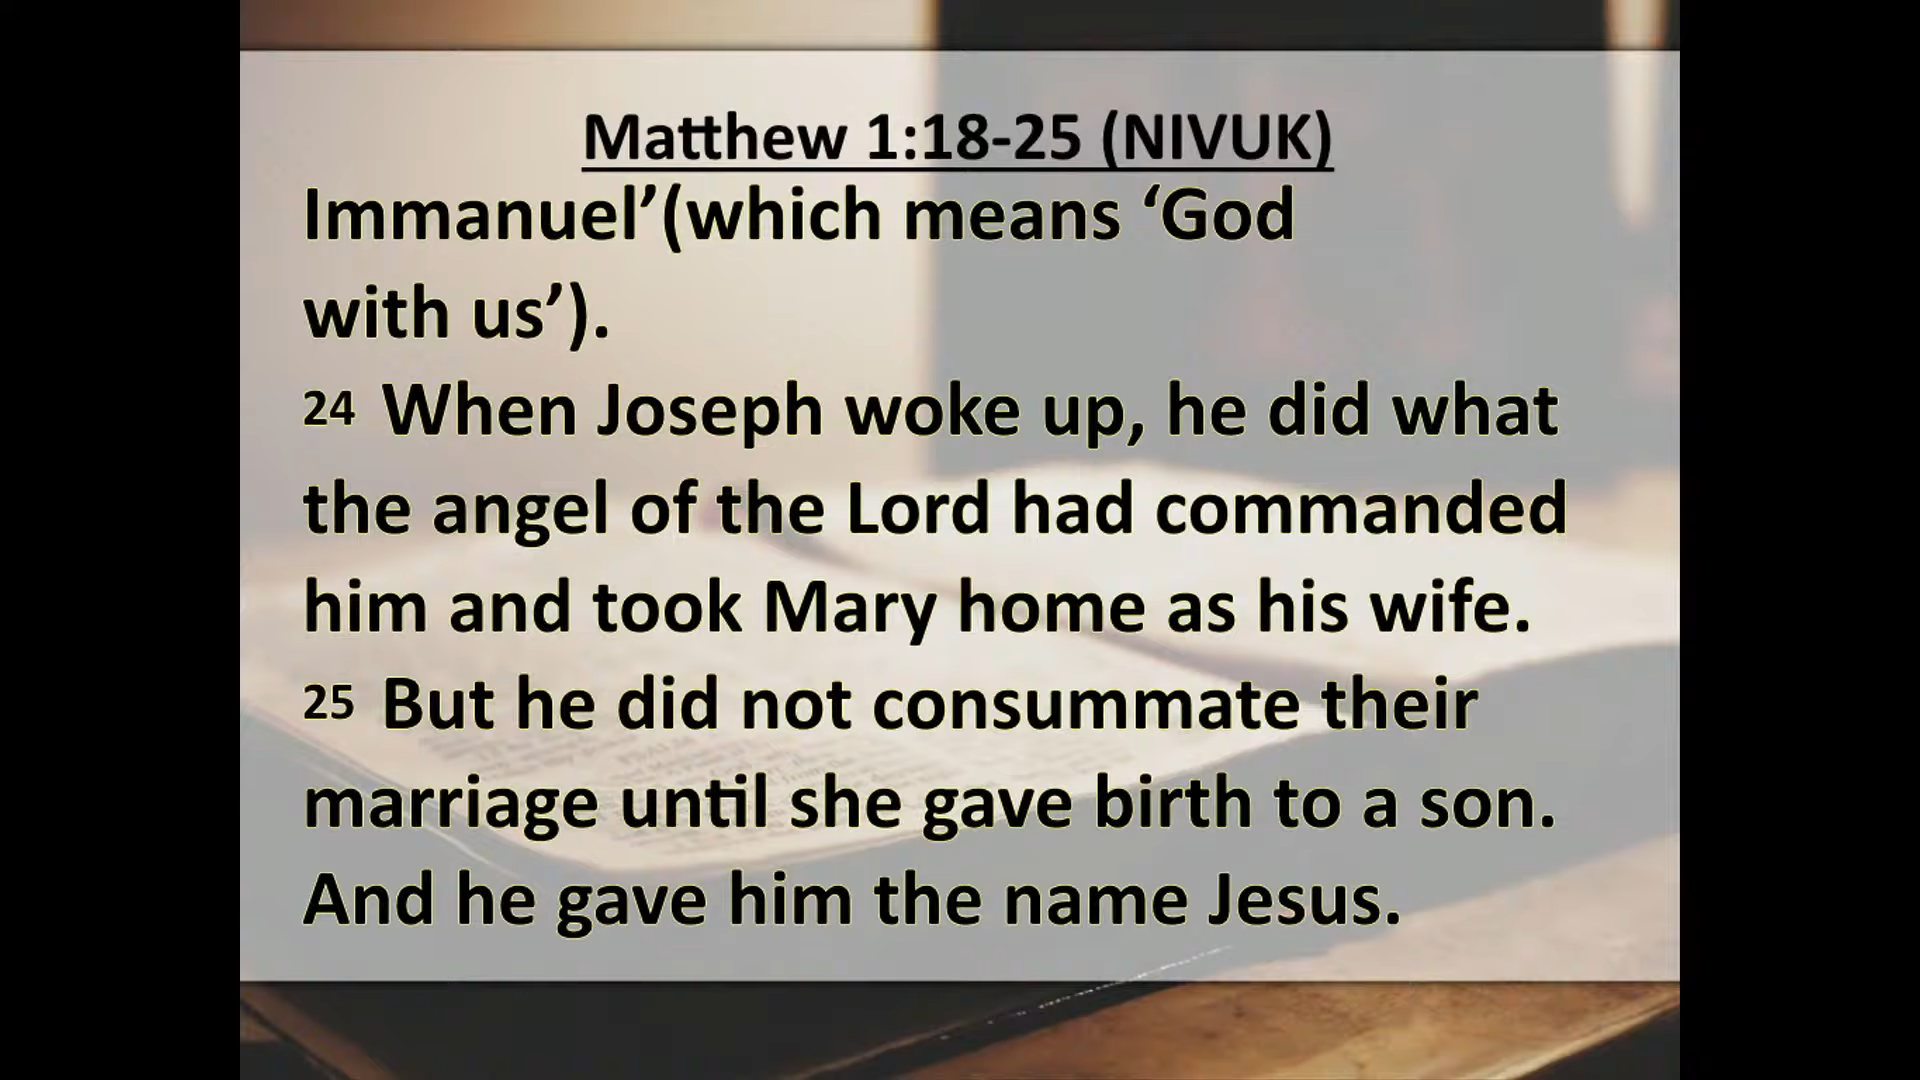 Matthew 1:18-25 (NIVUK)
Immanuel’(which means ‘God
with us’).
24 When Joseph woke up, he did what
the angel of the Lord had commanded
him and took Mary home as his wife.
25 But he did not consummate their
marriage until she gave birth to a son.
And he gave him the name Jesus.